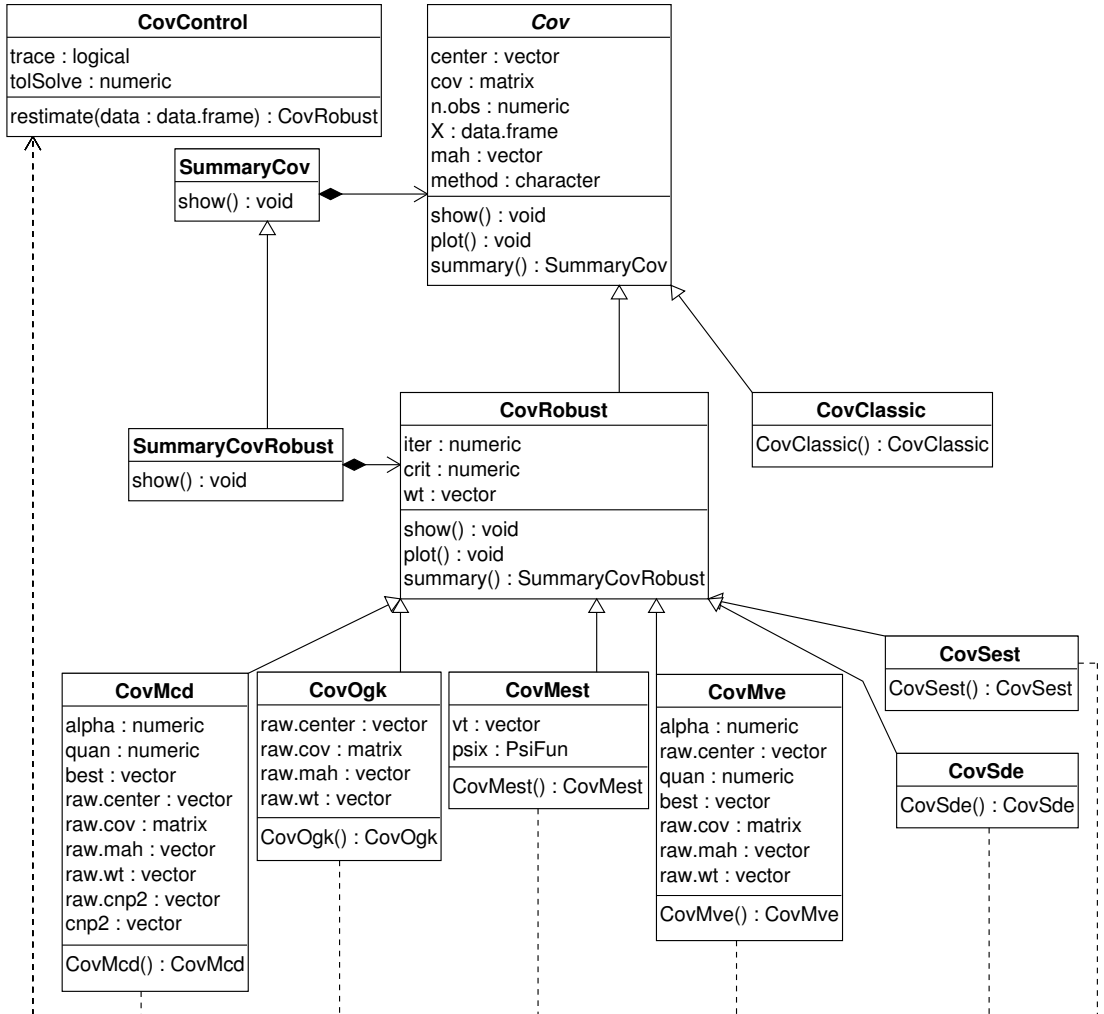 CovControl
trace : logical
tolSolve : numeric
restimate(data : data.frame) : CovRobust
Cov
center : vector
cov : matrix
n.obs : numeric
X : data.frame
mah : vector
method : character
show() : void
plot() : void
summary() : SummaryCov
SummaryCov
show() : void
CovRobust
iter : numeric
crit : numeric
wt : vector
show() : void
plot() : void
summary() : SummaryCovRobust
CovClassic
CovClassic() : CovClassic
SummaryCovRobust
show() : void
CovMcd
alpha : numeric
quan : numeric
best : vector
raw.center : vector
raw.cov : matrix
raw.mah : vector
raw.wt : vector
raw.cnp2 : vector
cnp2 : vector
CovMcd() : CovMcd
CovOgk
raw.center : vector
raw.cov : matrix
raw.mah : vector
raw.wt : vector
CovOgk() : CovOgk
CovMest
vt : vector
psix : PsiFun
CovMest() : CovMest
CovMve
alpha : numeric
raw.center : vector
quan : numeric
best : vector
raw.cov : matrix
raw.mah : vector
raw.wt : vector
CovMve() : CovMve
CovSest
CovSest() : CovSest
CovSde
CovSde() : CovSde